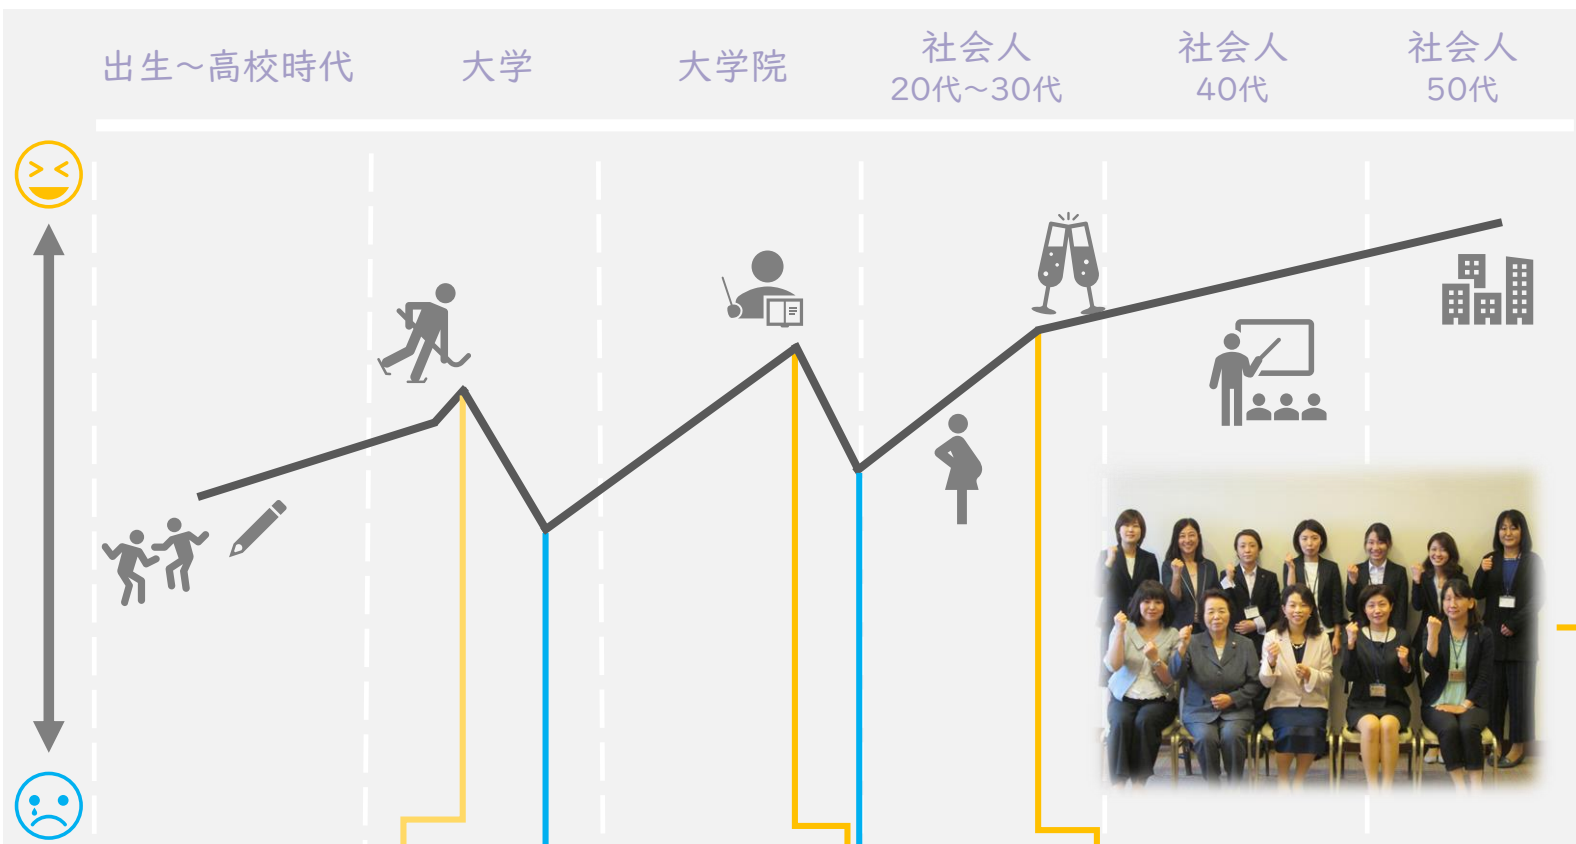 出生～高校時代
大学
大学院
社会人
20代～30代
社会人
40代
社会人
50代